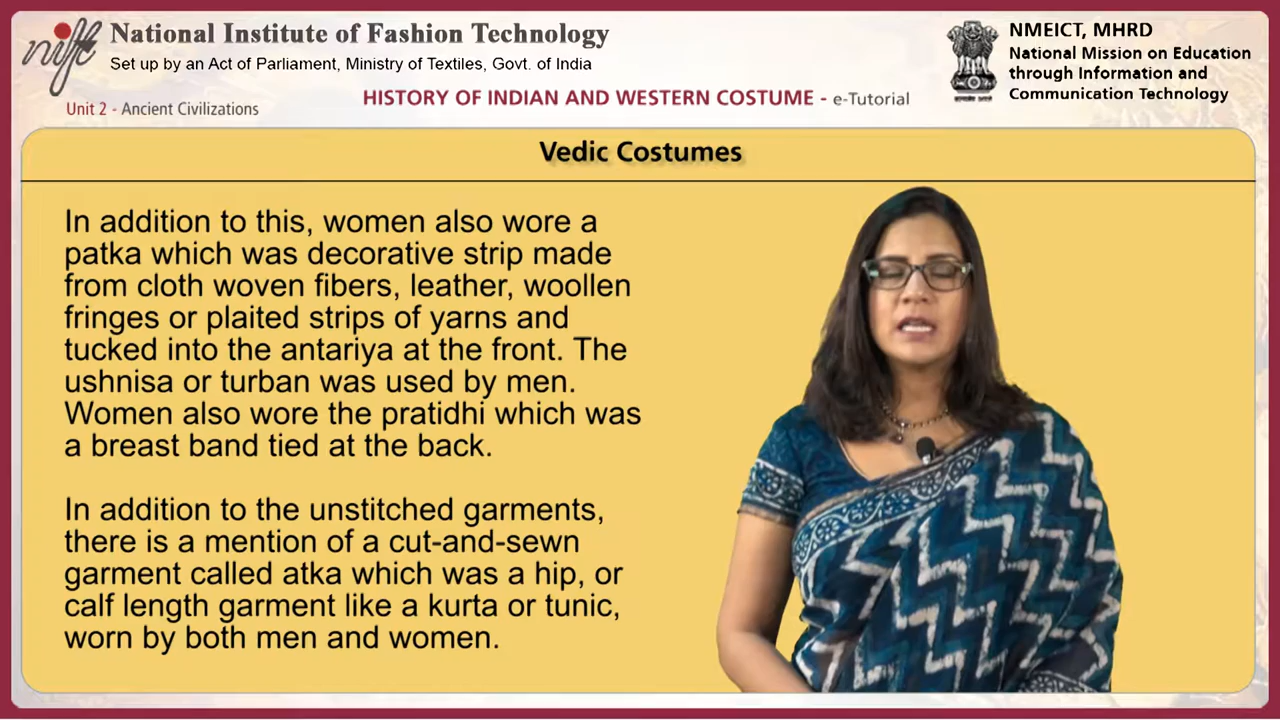 nift
National Institute of Fashion Technology
Set up by an Act of Parliament, Ministry of Textiles, Govt. of India
NMEICT, MHRD
National Mission on Education
through Information and
Communication Technology
Unit 2 - Ancient Civilizations
HISTORY OF INDIAN AND WESTERN COSTUME - e-Tutorial
Vedic Costumes
In addition to this, women also wore a
patka which was decorative strip made
from cloth woven fibers, leather, woollen
fringes or plaited strips of yarns and
tucked into the antariya at the front. The
ushnisa or turban was used by men.
Women also wore the pratidhi which was
a breast band tied at the back.
In addition to the unstitched garments,
there is a mention of a cut-and-sewn
garment called atka which was a hip, or
calf length garment like a kurta or tunic,
worn by both men and women.